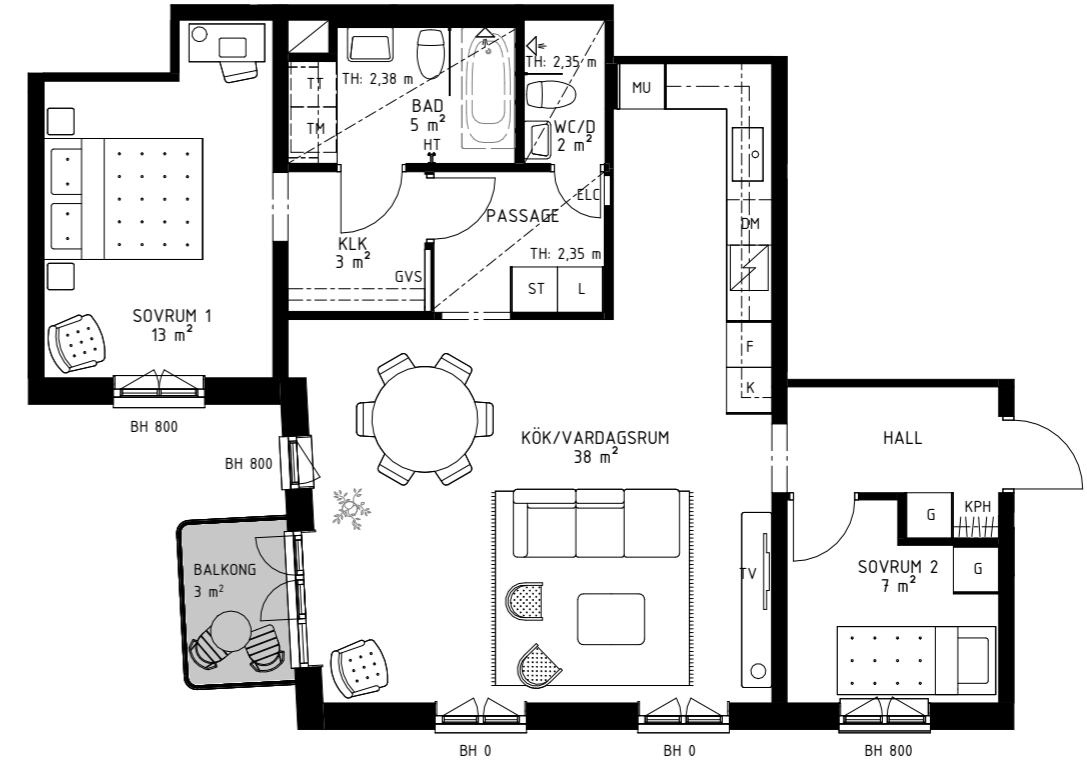 TH: 2,38 m
TH: 2,35 m
TT
TM
BAD
5 m²
HT
WC/D
2 m²
MU
ELC
PASSAGE
TH: 2,35 m
KLK
3 m²
GVS
ST
L
DM
F
K
SOVRUM 1
13 m²
BH 800
BH 800
KÖK/VARDAGSRUM
38 m²
HALL
G
KPH
G
SOVRUM 2
7 m²
BALKONG
3 m²
TV
BH 0
BH 0
BH 800